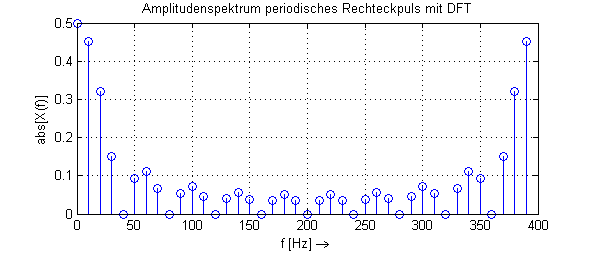 Amplitudenspektrum periodisches Rechteckpuls mit DFT
abs[X(f)]
0.5
0.4
0.3
0.2
0.1
0
0 50 100 150 200 250 300 350 400
f [Hz] →